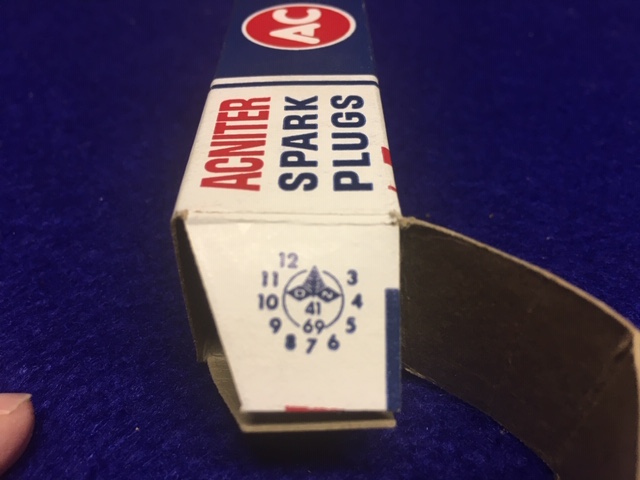 AC
ACNITER
SPARK
PLUGS
12
11 3
10 D N 4
41
9 69 5
8 7 6